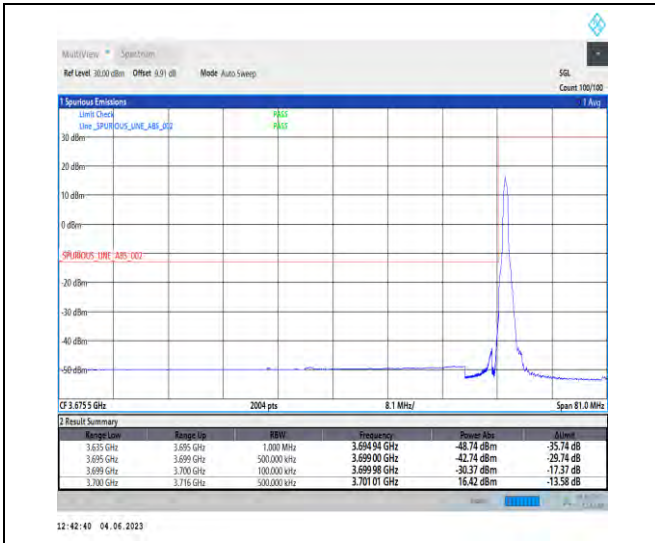 MultiView Spectrum
Ref Level 30.00 dBm Offset 9.91 dB Mode Auto Sweep SGL
Count 100/100
1 Spurious Emissions 1 Avg
Limit Check PASS
Line _SPURIOUS_LINE_ABS_002 PASS
30 dBm
20 dBm
10 dBm
0 dBm
_SPURIOUS_LINE_ABS_002
-20 dBm
-30 dBm
-40 dBm
-50 dBm
CF 3.6755 GHz 2004 pts 8.1 MHz/ Span 81.0 MHz
2 Result Summary
Range Low Range Up RBW Frequency Power Abs ΔLimit
3.635 GHz 3.695 GHz 1.000 MHz 3.694 94 GHz -48.74 dBm -35.74 dB
3.695 GHz 3.699 GHz 500.000 kHz 3.699 00 GHz -42.74 dBm -29.74 dB
3.699 GHz 3.700 GHz 100.000 kHz 3.699 98 GHz -30.37 dBm -17.37 dB
3.700 GHz 3.716 GHz 500.000 kHz 3.701 01 GHz 16.42 dBm -13.58 dB
12:42:40 04.06.2023